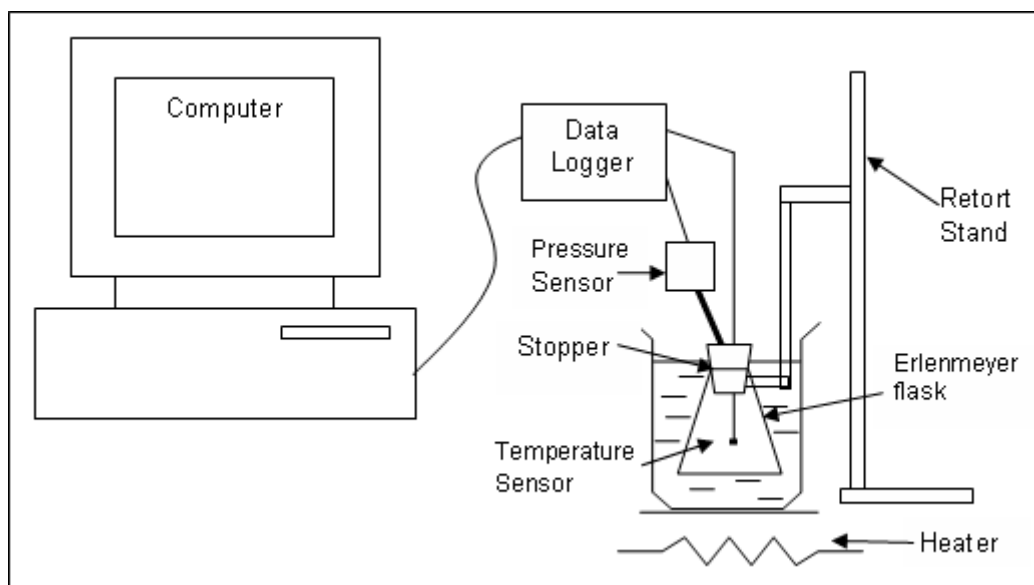 Computer
Data
Logger
Retort
Stand
Pressure
Sensor
Stopper
Erlenmeyer
flask
Temperature
Sensor
Heater